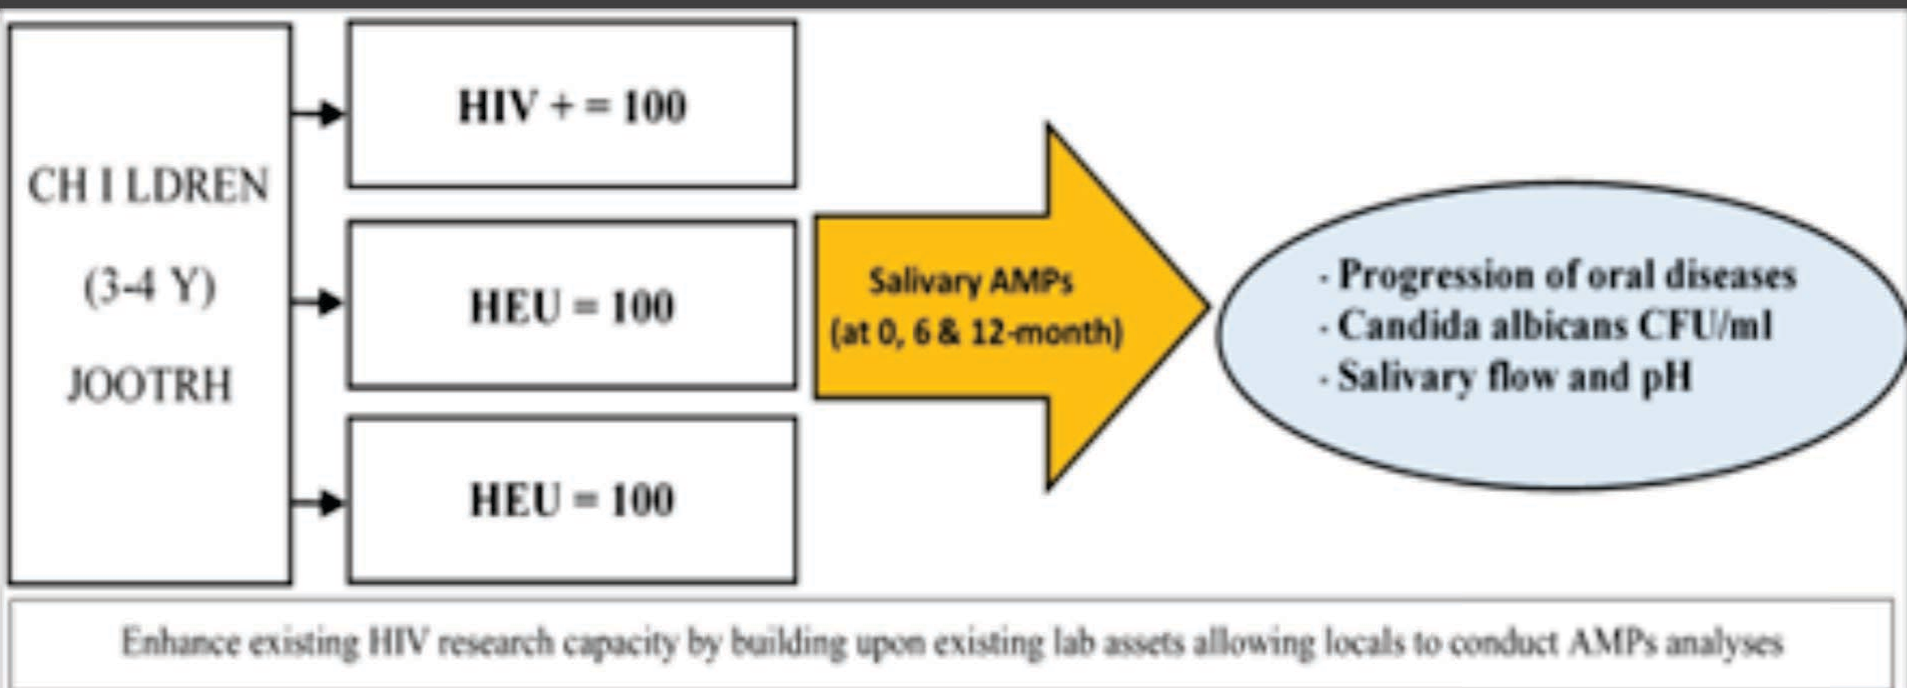 CH I LDREN
(3-4 Y)
JOOTRH
HIV + = 100
HEU = 100
HEU = 100
Salivary AMPs
(at 0, 6 & 12-month)
- Progression of oral diseases
- Candida albicans CFU/ml
- Salivary flow and pH
Enhance existing HIV research capacity by building upon existing lab assets allowing locals to conduct AMPs analyses